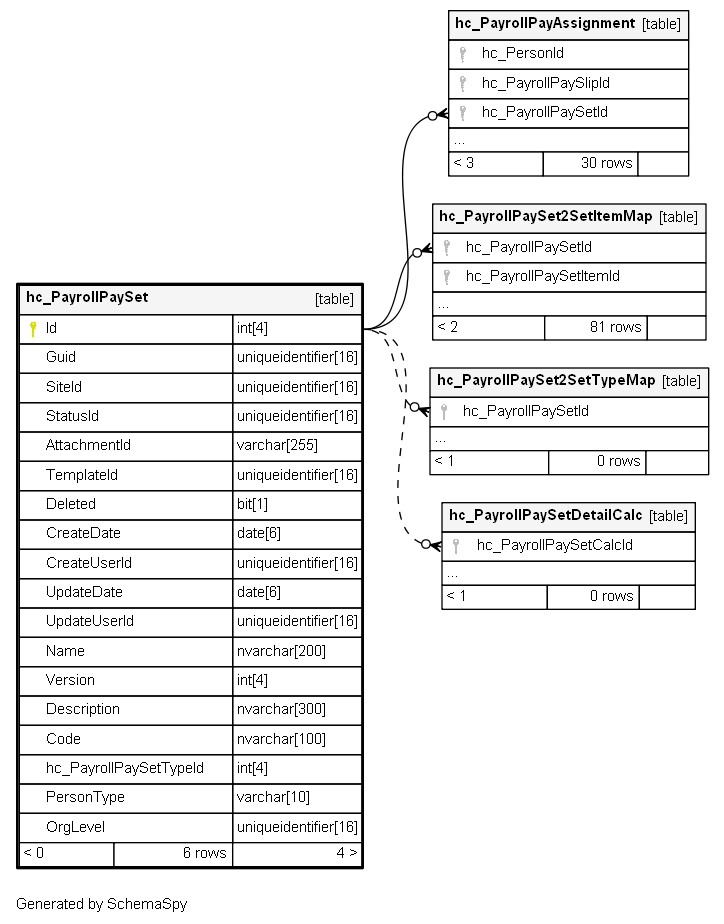 hc_PayrollPayAssignment [table]
hc_PersonId
hc_PayrollPaySlipId
hc_PayrollPaySetId
...
< 3 30 rows
hc_PayrollPaySet2SetItemMap [table]
hc_PayrollPaySetId
hc_PayrollPaySetItemId
...
< 2 81 rows
hc_PayrollPaySet2SetTypeMap [table]
hc_PayrollPaySetId
...
< 1 0 rows
hc_PayrollPaySetDetailCalc [table]
hc_PayrollPaySetCalcId
...
< 1 0 rows
hc_PayrollPaySet [table]
Id int[4]
Guid uniqueidentifier[16]
SiteId uniqueidentifier[16]
StatusId uniqueidentifier[16]
AttachmentId varchar[255]
TemplateId uniqueidentifier[16]
Deleted bit[1]
CreateDate date[6]
CreateUserId uniqueidentifier[16]
UpdateDate date[6]
UpdateUserId uniqueidentifier[16]
Name nvarchar[200]
Version int[4]
Description nvarchar[300]
Code nvarchar[100]
hc_PayrollPaySetTypeId int[4]
PersonType varchar[10]
OrgLevel uniqueidentifier[16]
< 0 6 rows 4 >
Generated by SchemaSpy